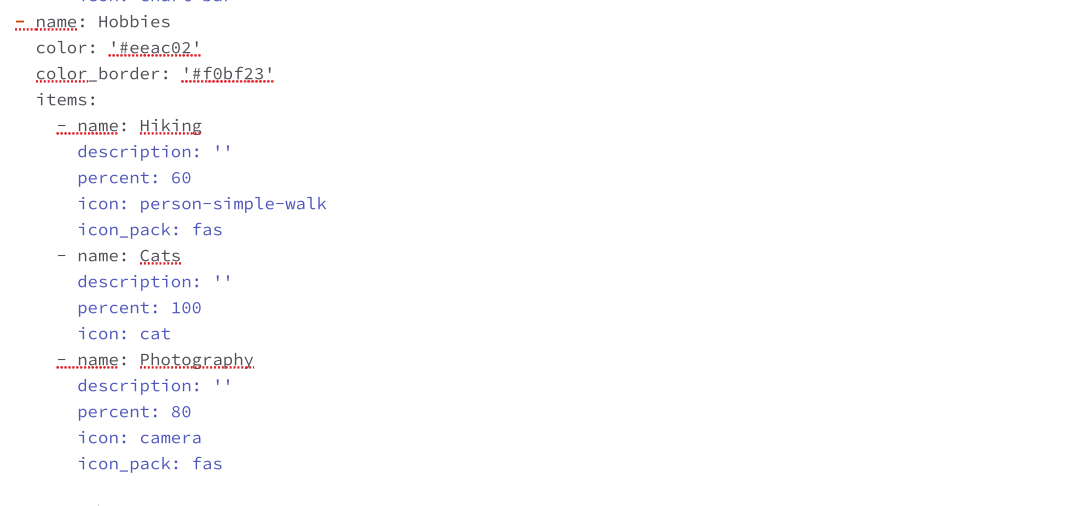 - name: Hobbies
  color: '#eeac02'
  color_border: '#f0bf23'
  items:
    - name: Hiking
      description: ''
      percent: 60
      icon: person-simple-walk
      icon_pack: fas
    - name: Cats
      description: ''
      percent: 100
      icon: cat
    - name: Photography
      description: ''
      percent: 80
      icon: camera
      icon_pack: fas